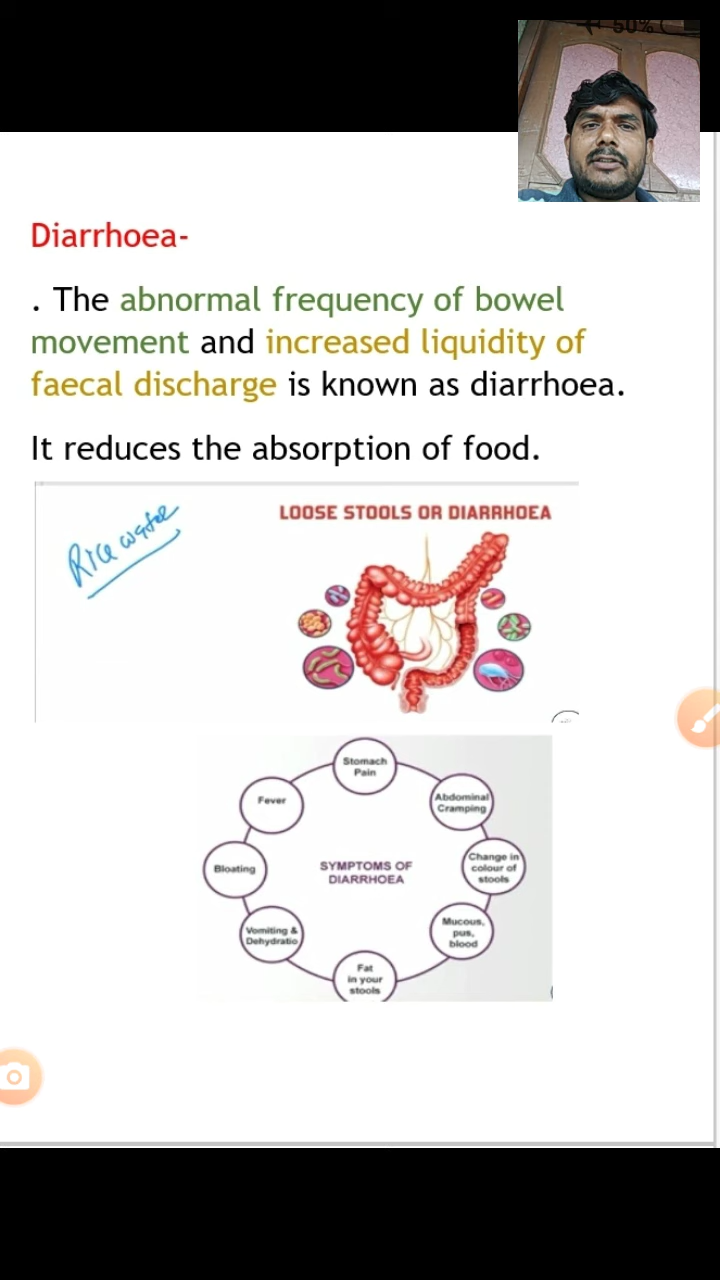 50%
Diarrhoea-
. The abnormal frequency of bowel
movement and increased liquidity of
faecal discharge is known as diarrhoea.
It reduces the absorption of food.
Rice water
LOOSE STOOLS OR DIARRHOEA
Stomach
Pain
Abdominal
Cramping
Change in
colour of
stools
Mucous,
pus,
blood
Fat
in your
stools
Vomiting &
Dehydratio
Bloating
Fever
SYMPTOMS OF
DIARRHOEA